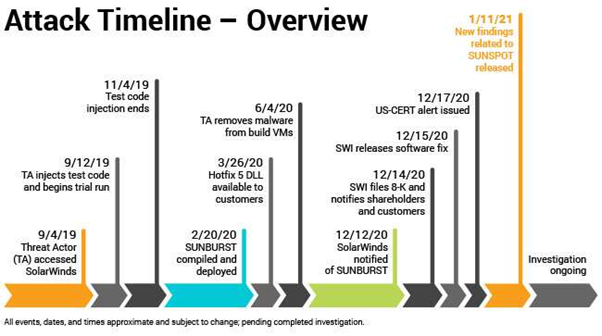 Attack Timeline – Overview
9/4/19
Threat Actor
(TA) accessed
SolarWinds
9/12/19
TA injects test code
and begins trial run
11/4/19
Test code
injection ends
2/20/20
SUNBURST
compiled and
deployed
3/26/20
Hotfix 5 DLL
available to
customers
6/4/20
TA removes malware
from build VMs
12/12/20
SolarWinds
notified
of SUNBURST
12/14/20
SWI files 8-K and
notifies shareholders
and customers
12/15/20
SWI releases software fix
12/17/20
US-CERT alert issued
1/11/21
New findings
related to
SUNSPOT
released
Investigation
ongoing
All events, dates, and times approximate and subject to change; pending completed investigation.